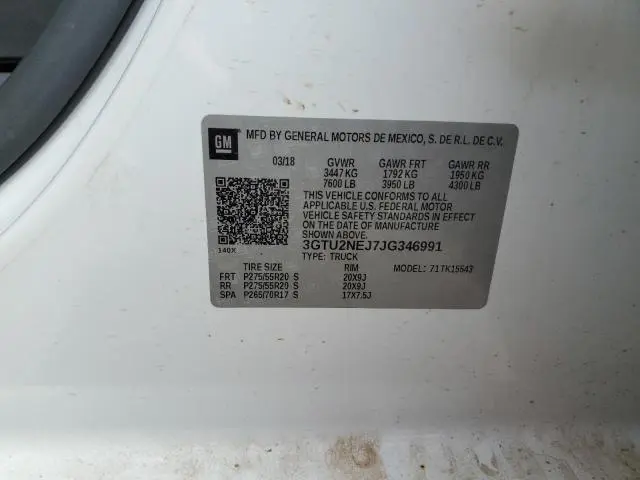 GM
MFD BY GENERAL MOTORS DE MEXICO, S. DE R.L. DE C.V.
03/18 GVWR GAWR FRT GAWR RR
3447 KG 1792 KG 1950 KG
7600 LB 3950 LB 4300 LB
THIS VEHICLE CONFORMS TO ALL
APPLICABLE U.S. FEDERAL MOTOR
VEHICLE SAFETY STANDARDS IN EFFECT
ON THE DATE OF MANUFACTURE
SHOWN ABOVE.
3GTU2NEJ7JG346991
140X
TYPE: TRUCK
TIRE SIZE RIM MODEL: 71TK15543
FRT P275/55R20 S 20X9J
RR P275/55R20 S 20X9J
SPA P265/70R17 S 17X7.5J